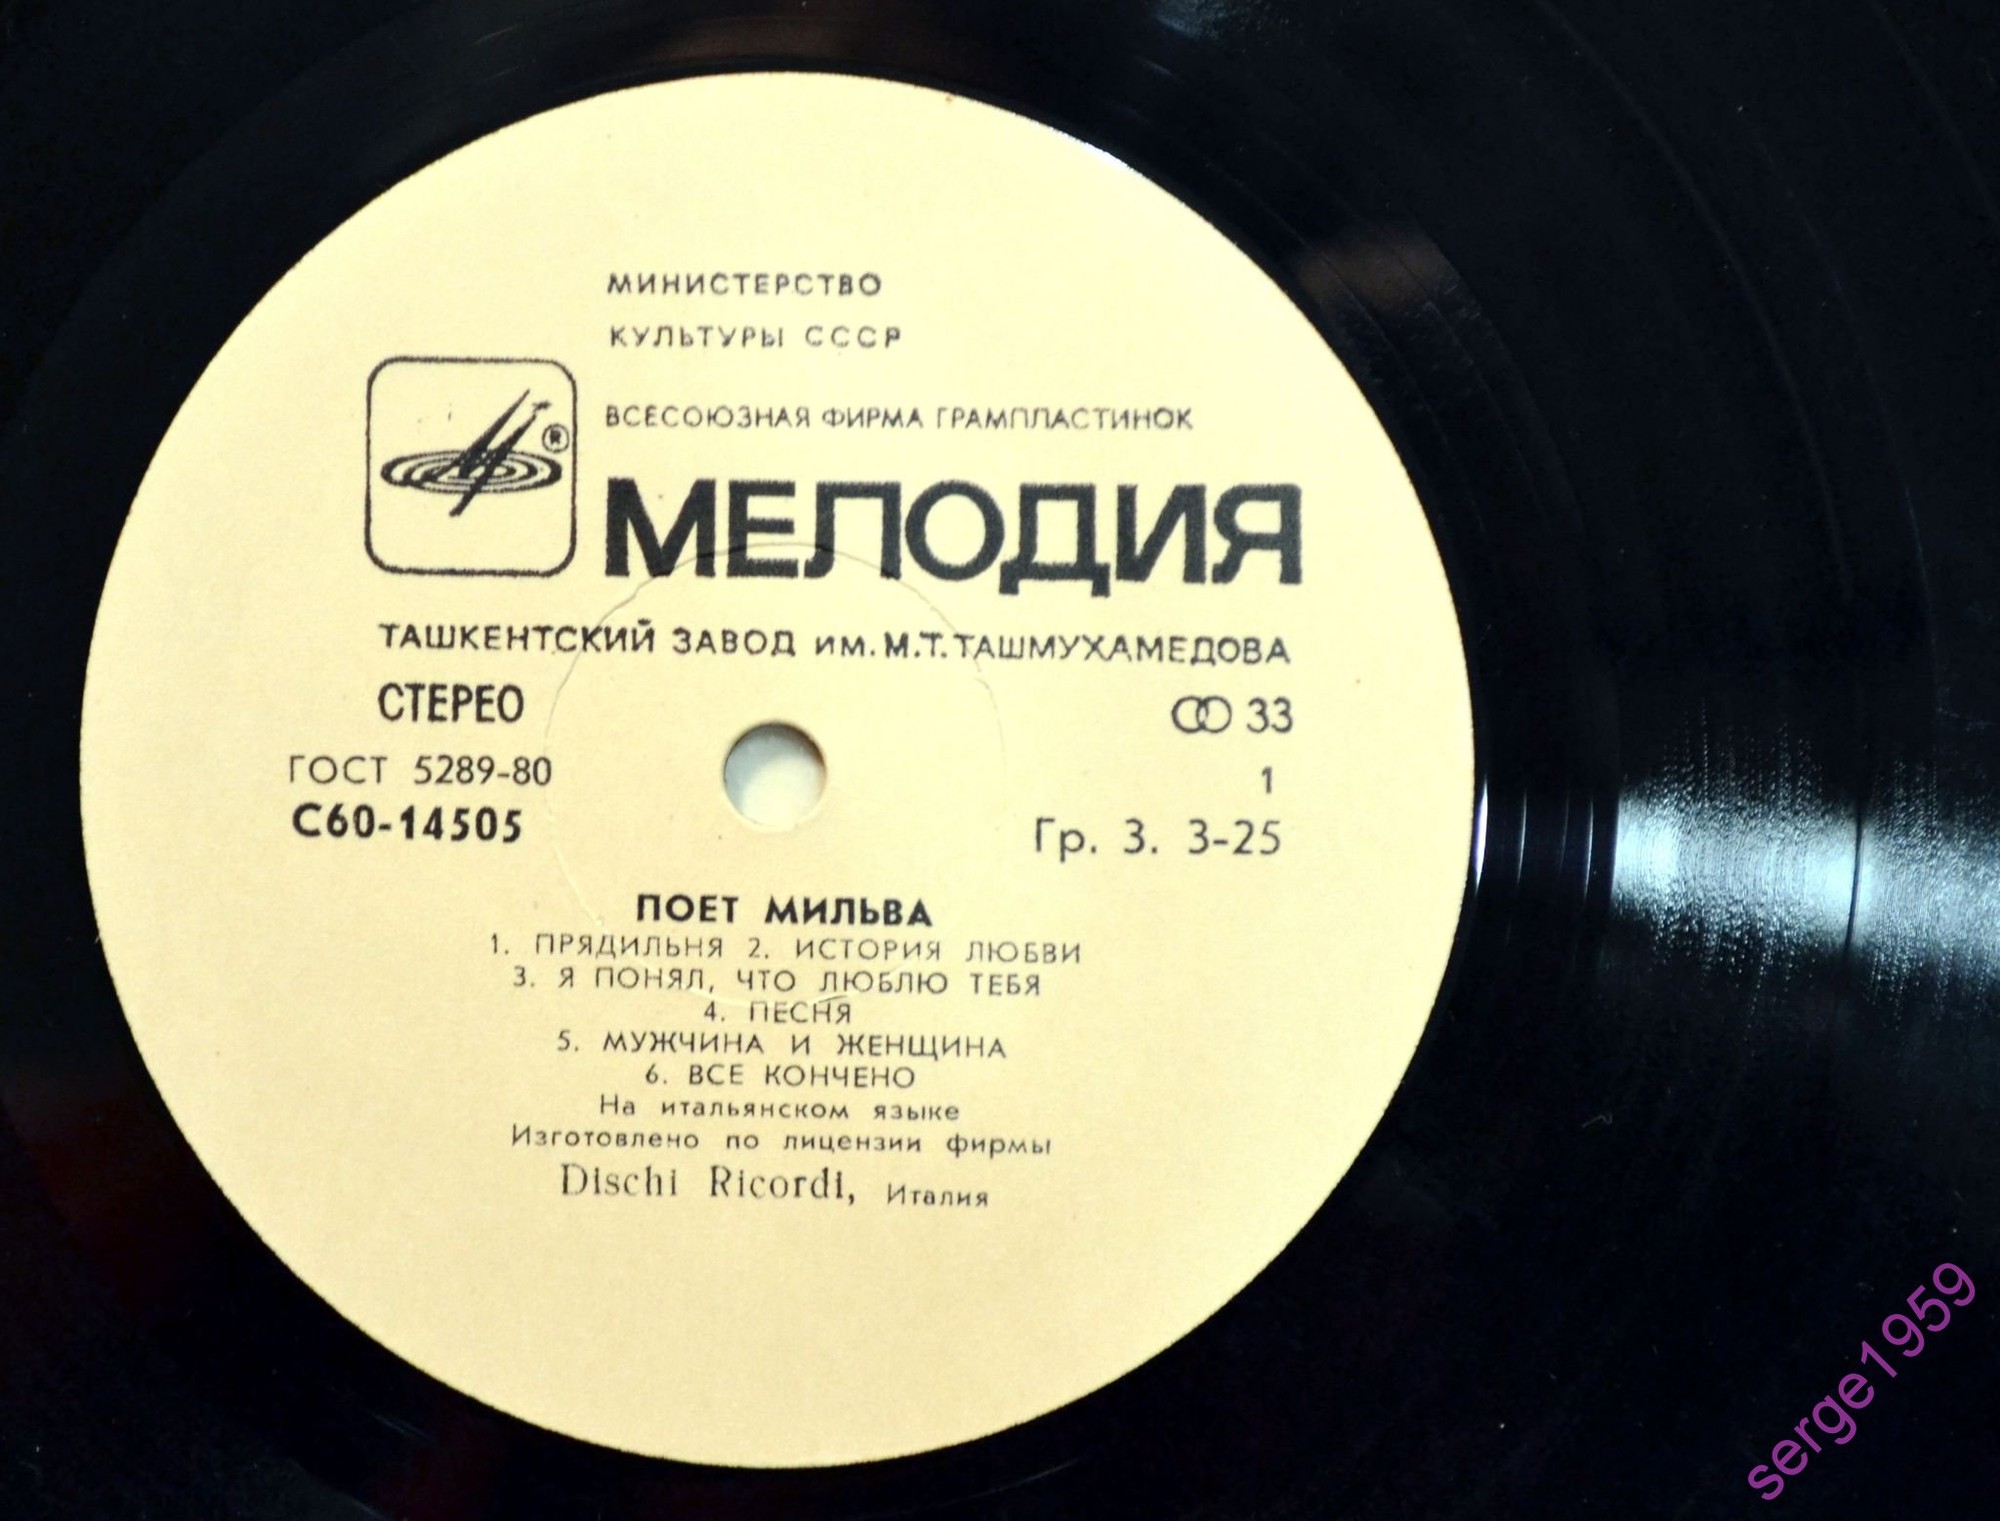 МИНИСТЕРСТВО
КУЛЬТУРЫ СССР
ВСЕСОЮЗНАЯ ФИРМА ГРАМПЛАСТИНОК
®
МЕЛОДИЯ
ТАШКЕНТСКИЙ ЗАВОД им. М.Т. ТАШМУХАМЕДОВА
СТЕРЕО
33
ГОСТ 5289-80
1
С60-14505
Гр. 3. 3-25
ПОЕТ МИЛЬВА
1. ПРЯДИЛЬНЯ 2. ИСТОРИЯ ЛЮБВИ
3. Я ПОНЯЛ, ЧТО ЛЮБЛЮ ТЕБЯ
4. ПЕСНЯ
5. МУЖЧИНА И ЖЕНЩИНА
6. ВСЕ КОНЧЕНО
На итальянском языке
Изготовлено по лицензии фирмы
Dischi Ricordi, Италия
serge1959